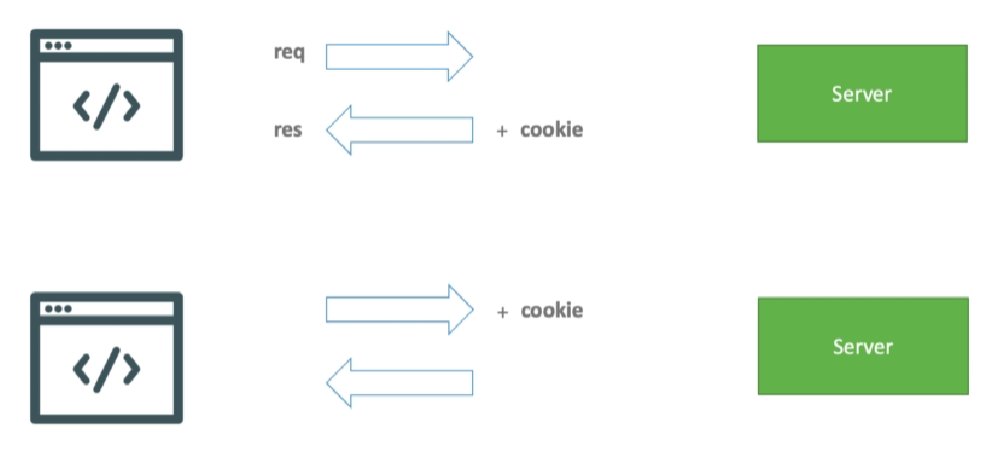 req
Server
res + cookie
+ cookie
Server